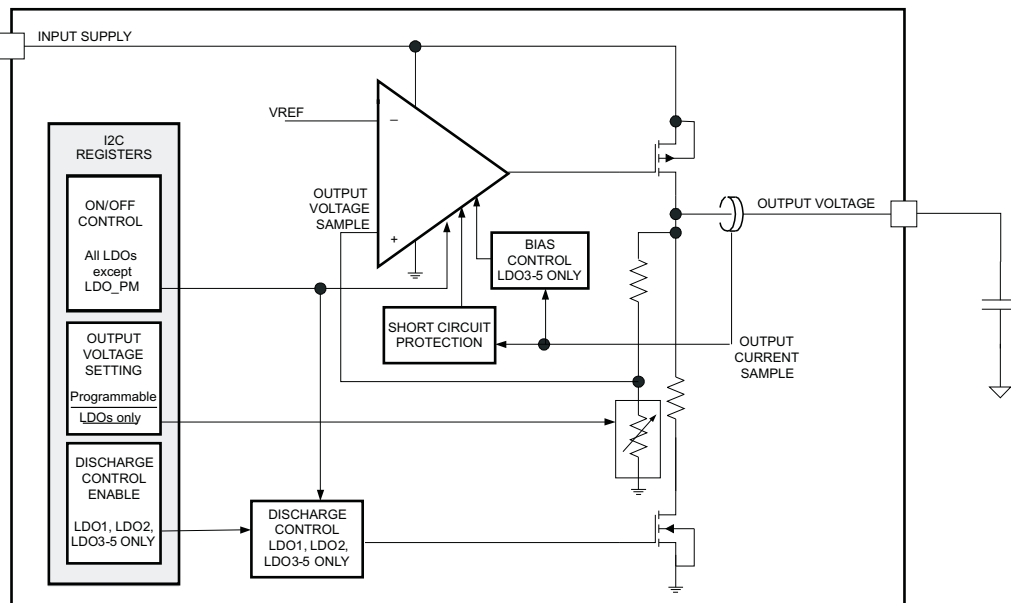 INPUT SUPPLY
VREF
−
+
I2C
REGISTERS
ON/OFF
CONTROL
All LDOs
except
LDO_PM
OUTPUT
VOLTAGE
SETTING
Programmable
LDOs only
DISCHARGE
CONTROL
ENABLE
LDO1, LDO2,
LDO3-5 ONLY
OUTPUT
VOLTAGE
SAMPLE
BIAS
CONTROL
LDO3-5 ONLY
SHORT CIRCUIT
PROTECTION
OUTPUT VOLTAGE
OUTPUT
CURRENT
SAMPLE
DISCHARGE
CONTROL
LDO1, LDO2,
LDO3-5 ONLY